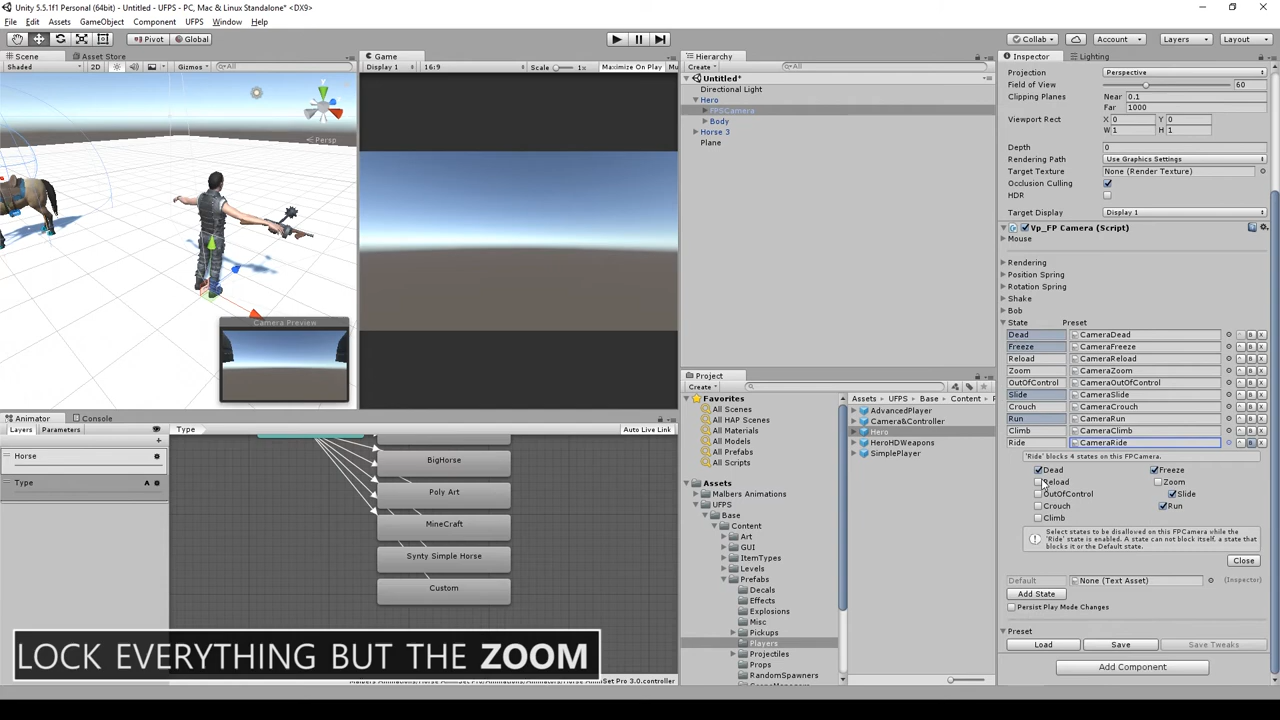 Unity 5.5.1f1 Personal (64bit) - Untitled - UFPS - PC, Mac & Linux Standalone* <DX9>
File Edit Assets GameObject Component UFPS Window Help
Pivot Global
Collab Account Layers Layout
Scene Asset Store
Shaded 2D Gizmos All
Persp
Camera Preview
Game
Display 1 16:9 Scale 1x Maximize On Play Mu
Hierarchy
Create All
Untitled*
Directional Light
Hero
FPSCamera
Body
Horse 3
Plane
Inspector Lighting
Projection Perspective
Field of View 60
Clipping Planes Near 0.1
Far 1000
Viewport Rect X 0 Y 0
W 1 H 1
Depth 0
Rendering Path Use Graphics Settings
Target Texture None (Render Texture)
Occlusion Culling
HDR
Target Display Display 1
Vp_FP Camera (Script)
Mouse
Rendering
Position Spring
Rotation Spring
Shake
Bob
State Preset
Dead CameraDead
Freeze CameraFreeze
Reload CameraReload
Zoom CameraZoom
OutOfControl CameraOutOfControl
Slide CameraSlide
Crouch CameraCrouch
Run CameraRun
Climb CameraClimb
Ride CameraRide
'Ride' blocks 4 states on this FPCamera.
Dead Freeze
Reload Zoom
OutOfControl Slide
Crouch Run
Climb
Select states to be disallowed on this FPCamera while the
'Ride' state is enabled. A state can not block itself, a state that
blocks it or the Default state.
Close
Default None (Text Asset) (Inspector)
Add State
Persist Play Mode Changes
Preset
Load Save Save Tweaks
Add Component
Project
Create
Favorites
All Scenes
All HAP Scenes
All Materials
All Models
All Prefabs
All Scripts
Assets
Malbers Animations
UFPS
Base
Content
Art
GUI
ItemTypes
Levels
Prefabs
Decals
Effects
Explosions
Misc
Pickups
Players
Projectiles
Props
RandomSpawners
Assets UFPS Base Content
AdvancedPlayer
Camera&Controller
Hero
HeroHDWeapons
SimplePlayer
Animator Console
Layers Parameters Type Auto Live Link
Horse
Type A
BigHorse
Poly Art
MineCraft
Synty Simple Horse
Custom
LOCK EVERYTHING BUT THE ZOOM